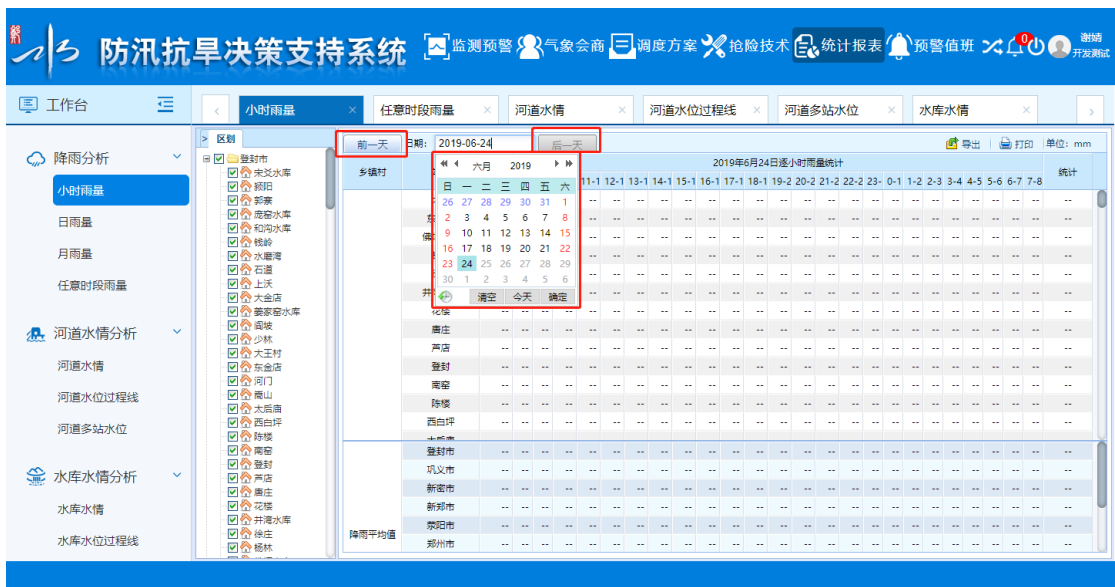 防汛抗旱决策支持系统 监测预警 气象会商 调度方案 抢险技术 统计报表 预警值班 0 谢婧
开发测试
工作台
小时雨量 × 任意时段雨量 × 河道水情 × 河道水位过程线 × 河道多站水位 × 水库水情 ×
降雨分析
小时雨量
日雨量
月雨量
任意时段雨量
河道水情分析
河道水情
河道水位过程线
河道多站水位
水库水情分析
水库水情
水库水位过程线
> 区划
登封市
宋爻水库
颍阳
郭寨
庞窑水库
和沟水库
钱岭
水磨湾
石道
上沃
大金店
姜家窑水库
阎坡
少林
大王村
东金店
河门
嵩山
太后庙
西白坪
陈楼
南窑
登封
芦店
唐庄
花楼
井湾水库
徐庄
杨林
前一天 日期: 2019-06-24 后一天 导出 打印 单位: mm
乡镇村 2019年6月24日逐小时雨量统计 统计
11-1 12-1 13-1 14-1 15-1 16-1 17-1 18-1 19-2 20-2 21-2 22-2 23- 0-1 1-2 2-3 3-4 4-5 5-6 6-7 7-8
六月 2019
日 一 二 三 四 五 六
26 27 28 29 30 31 1
2 3 4 5 6 7 8
9 10 11 12 13 14 15
16 17 18 19 20 21 22
23 24 25 26 27 28 29
30 1 2 3 4 5 6
清空 今天 确定
花楼 -- -- -- -- -- -- -- -- -- -- -- -- -- -- -- -- -- -- -- -- -- -- -- -- --
唐庄 -- -- -- -- -- -- -- -- -- -- -- -- -- -- -- -- -- -- -- -- -- -- -- -- --
芦店 -- -- -- -- -- -- -- -- -- -- -- -- -- -- -- -- -- -- -- -- -- -- -- -- --
登封 -- -- -- -- -- -- -- -- -- -- -- -- -- -- -- -- -- -- -- -- -- -- -- -- --
南窑 -- -- -- -- -- -- -- -- -- -- -- -- -- -- -- -- -- -- -- -- -- -- -- -- --
陈楼 -- -- -- -- -- -- -- -- -- -- -- -- -- -- -- -- -- -- -- -- -- -- -- -- --
西白坪 -- -- -- -- -- -- -- -- -- -- -- -- -- -- -- -- -- -- -- -- -- -- -- -- --
降雨平均值
登封市 -- -- -- -- -- -- -- -- -- -- -- -- -- -- -- -- -- -- -- -- -- -- -- -- --
巩义市 -- -- -- -- -- -- -- -- -- -- -- -- -- -- -- -- -- -- -- -- -- -- -- -- --
新密市 -- -- -- -- -- -- -- -- -- -- -- -- -- -- -- -- -- -- -- -- -- -- -- -- --
新郑市 -- -- -- -- -- -- -- -- -- -- -- -- -- -- -- -- -- -- -- -- -- -- -- -- --
荥阳市 -- -- -- -- -- -- -- -- -- -- -- -- -- -- -- -- -- -- -- -- -- -- -- -- --
郑州市 -- -- -- -- -- -- -- -- -- -- -- -- -- -- -- -- -- -- -- -- -- -- -- -- --